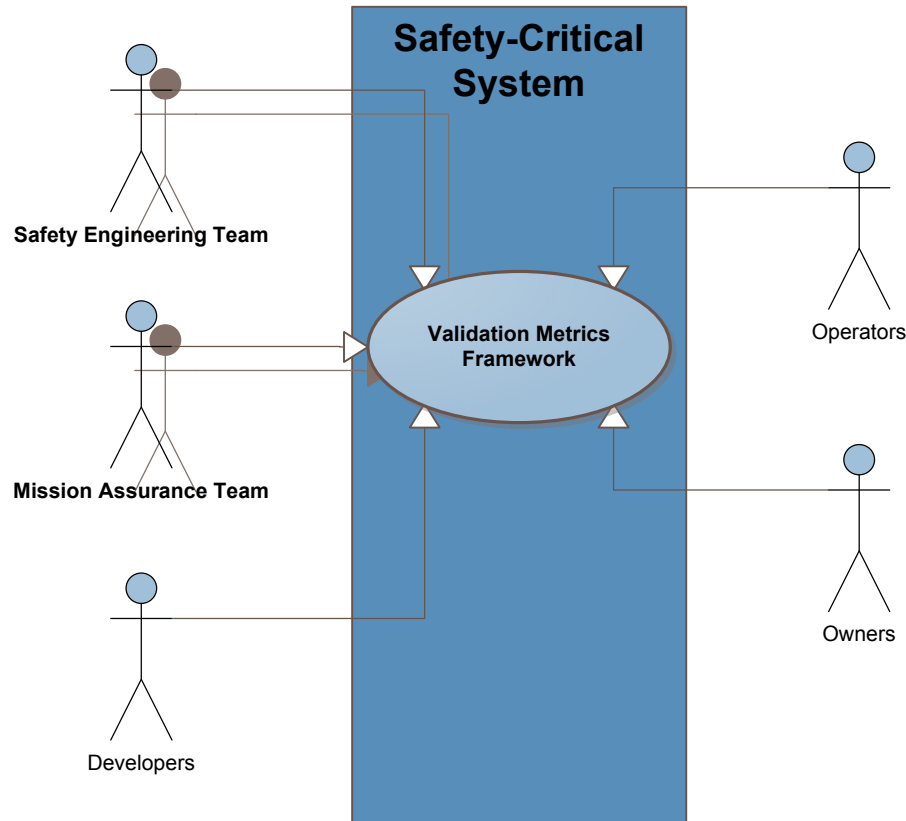 Safety-Critical
System
Safety Engineering Team
Validation Metrics
Framework
Operators
Mission Assurance Team
Owners
Developers